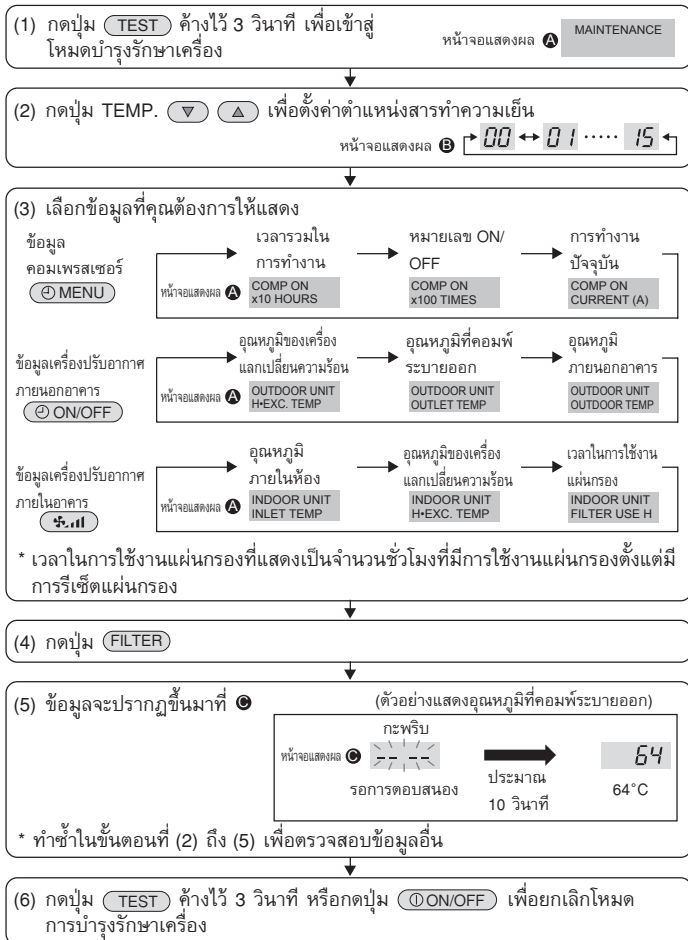 (1) กดปุ่ม TEST ค้างไว้ 3 วินาที เพื่อเข้าสู่
โหมดบำรุงรักษาเครื่อง
หน้าจอแสดงผล A MAINTENANCE
(2) กดปุ่ม TEMP. ▽ △ เพื่อตั้งค่าตำแหน่งสารทำความเย็น
หน้าจอแสดงผล B 00 ↔ 01 ····· 15
(3) เลือกข้อมูลที่คุณต้องการให้แสดง
ข้อมูล
คอมเพรสเซอร์
MENU
หน้าจอแสดงผล A
เวลารวมใน
การทำงาน
COMP ON
x10 HOURS
หมายเลข ON/
OFF
COMP ON
x100 TIMES
การทำงาน
ปัจจุบัน
COMP ON
CURRENT (A)
ข้อมูลเครื่องปรับอากาศ
ภายนอกอาคาร
ON/OFF
หน้าจอแสดงผล A
อุณหภูมิของเครื่อง
แลกเปลี่ยนความร้อน
OUTDOOR UNIT
H•EXC. TEMP
อุณหภูมิที่คอมพ์
ระบายออก
OUTDOOR UNIT
OUTLET TEMP
อุณหภูมิ
ภายนอกอาคาร
OUTDOOR UNIT
OUTDOOR TEMP
ข้อมูลเครื่องปรับอากาศ
ภายในอาคาร
หน้าจอแสดงผล A
อุณหภูมิ
ภายในห้อง
INDOOR UNIT
INLET TEMP
อุณหภูมิของเครื่อง
แลกเปลี่ยนความร้อน
INDOOR UNIT
H•EXC. TEMP
เวลาในการใช้งาน
แผ่นกรอง
INDOOR UNIT
FILTER USE H
* เวลาในการใช้งานแผ่นกรองที่แสดงเป็นจำนวนชั่วโมงที่มีการใช้งานแผ่นกรองตั้งแต่มี
การรีเซ็ตแผ่นกรอง
(4) กดปุ่ม FILTER
(5) ข้อมูลจะปรากฏขึ้นมาที่ C
(ตัวอย่างแสดงอุณหภูมิที่คอมพ์ระบายออก)
กะพริบ
หน้าจอแสดงผล C -- --
รอการตอบสนอง
ประมาณ
10 วินาที
64
64°C
* ทำซ้ำในขั้นตอนที่ (2) ถึง (5) เพื่อตรวจสอบข้อมูลอื่น
(6) กดปุ่ม TEST ค้างไว้ 3 วินาที หรือกดปุ่ม ON/OFF เพื่อยกเลิกโหมด
การบำรุงรักษาเครื่อง